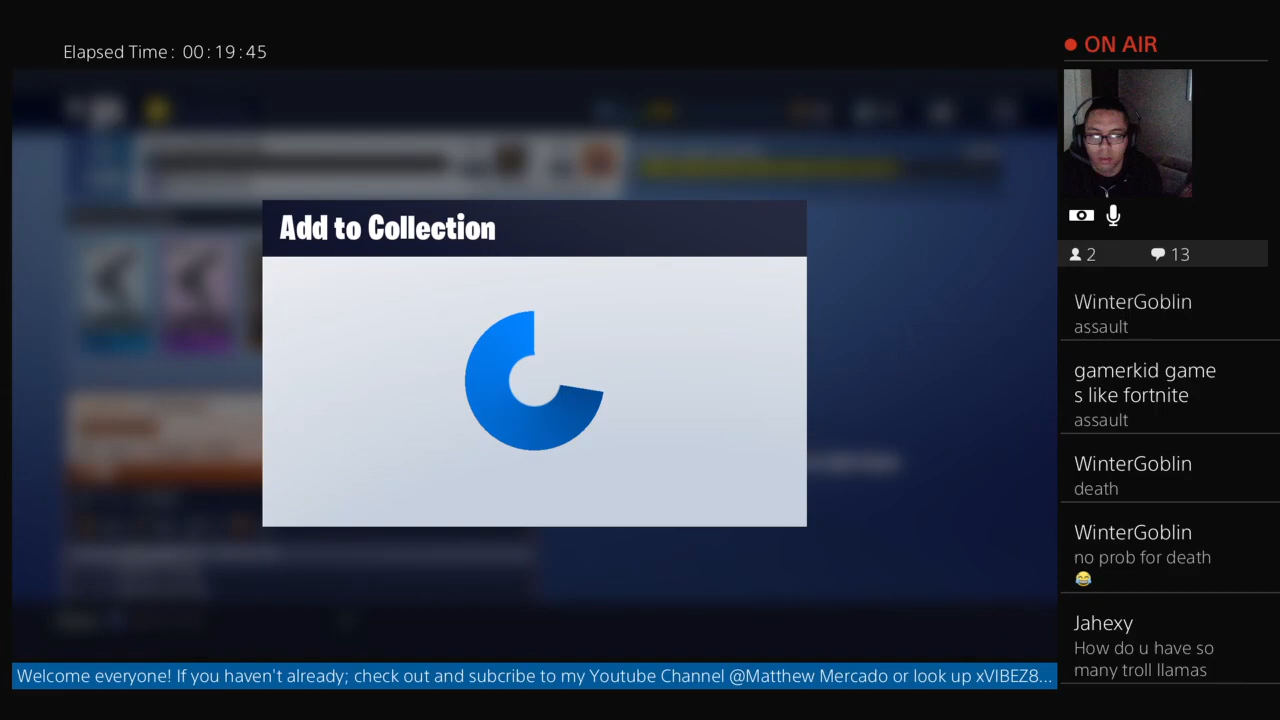 Elapsed Time: 00:19:45
ON AIR
Add to Collection
2 13
WinterGoblin
assault
gamerkid game
s like fortnite
assault
WinterGoblin
death
WinterGoblin
no prob for death
😂
Jahexy
How do u have so
many troll llamas
Welcome everyone! If you haven't already; check out and subcribe to my Youtube Channel @Matthew Mercado or look up xVIBEZ8...